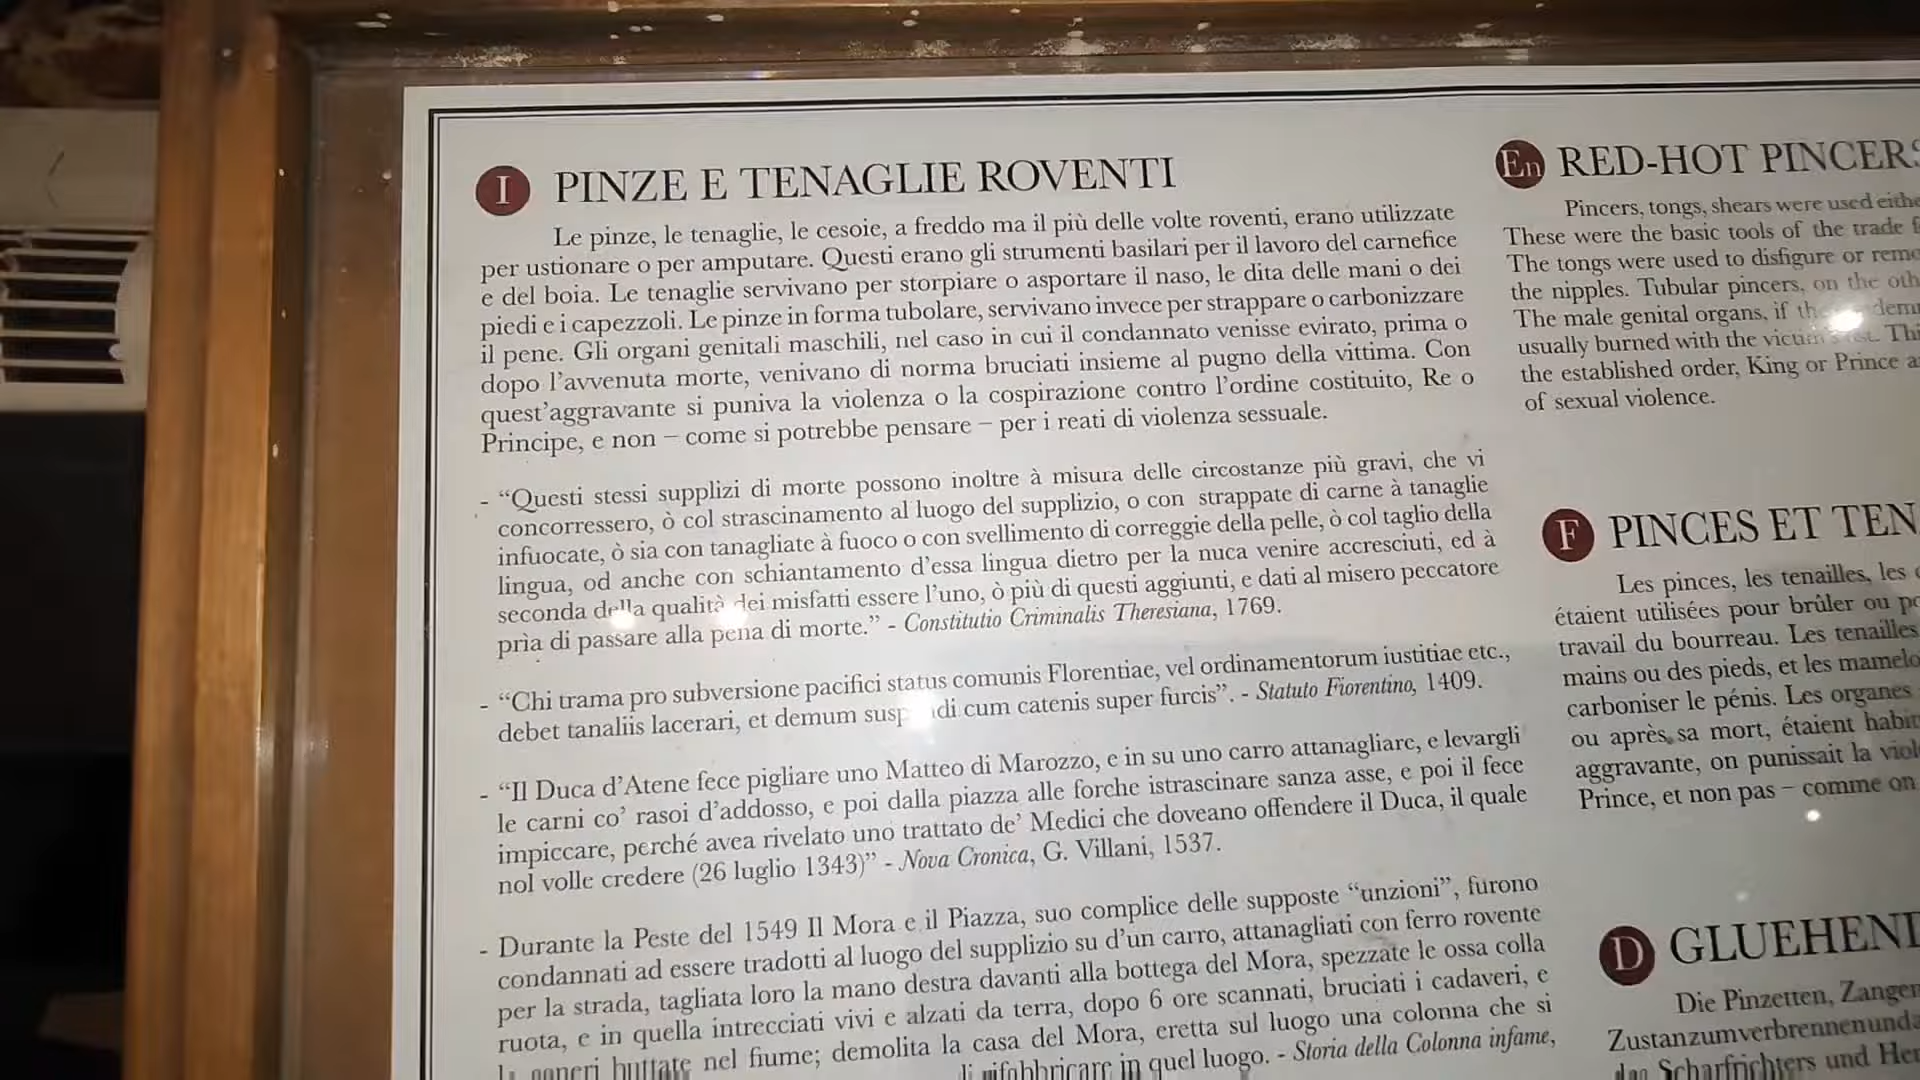 I PINZE E TENAGLIE ROVENTI
Le pinze, le tenaglie, le cesoie, a freddo ma il più delle volte roventi, erano utilizzate
per ustionare o per amputare. Questi erano gli strumenti basilari per il lavoro del carnefice
e del boia. Le tenaglie servivano per storpiare o asportare il naso, le dita delle mani o dei
piedi e i capezzoli. Le pinze in forma tubolare, servivano invece per strappare o carbonizzare
il pene. Gli organi genitali maschili, nel caso in cui il condannato venisse evirato, prima o
dopo l'avvenuta morte, venivano di norma bruciati insieme al pugno della vittima. Con
quest'aggravante si puniva la violenza o la cospirazione contro l'ordine costituito, Re o
Principe, e non – come si potrebbe pensare – per i reati di violenza sessuale.
- "Questi stessi supplizi di morte possono inoltre à misura delle circostanze più gravi, che vi
concorressero, ò col strascinamento al luogo del supplizio, o con strappate di carne à tanaglie
infuocate, ò sia con tanagliate à fuoco o con svellimento di correggie della pelle, ò col taglio della
lingua, od anche con schiantamento d'essa lingua dietro per la nuca venire accresciuti, ed à
seconda della qualità dei misfatti essere l'uno, ò più di questi aggiunti, e dati al misero peccatore
prìa di passare alla pena di morte." - Constitutio Criminalis Theresiana, 1769.
- "Chi trama pro subversione pacifici status comunis Florentiae, vel ordinamentorum iustitiae etc.,
debet tanaliis lacerari, et demum cum catenis super furcis". - Statuto Fiorentino, 1409.
- "Il Duca d'Atene fece pigliare uno Matteo di Marozzo, e in su uno carro attanagliare, e levargli
le carni co' rasoi d'addosso, e poi dalla piazza alle forche istrascinare sanza asse, e poi il fece
impiccare, perché avea rivelato uno trattato de' Medici che doveano offendere il Duca, il quale
nol volle credere (26 luglio 1343)" - Nova Cronica, G. Villani, 1537.
- Durante la Peste del 1549 Il Mora e il Piazza, suo complice delle supposte "unzioni", furono
condannati ad essere tradotti al luogo del supplizio su d'un carro, attanagliati con ferro rovente
per la strada, tagliata loro la mano destra davanti alla bottega del Mora, spezzate le ossa colla
ruota, e in quella intrecciati vivi e alzati da terra, dopo 6 ore scannati, bruciati i cadaveri, e
nel fiume; demolita la casa del Mora, eretta sul luogo una colonna che si
in quel luogo. - Storia della Colonna infame,
En RED-HOT PINCERS
Pincers, tongs, shears were used
These were the basic tools of the trade
The tongs were used to disfigure or
the nipples. Tubular pincers, on the
The male genital organs, if
usually burned with the
the established order, King or Prince
of sexual violence.
F PINCES ET
Les pinces, les tenailles, les
étaient utilisées pour brûler ou
travail du bourreau. Les tenailles
mains ou des pieds, et les
carboniser le pénis. Les organes
ou après sa mort, étaient
aggravante, on punissait la
Prince, et non pas – comme on
D
Die Pinzetten,
Scharfrichters und